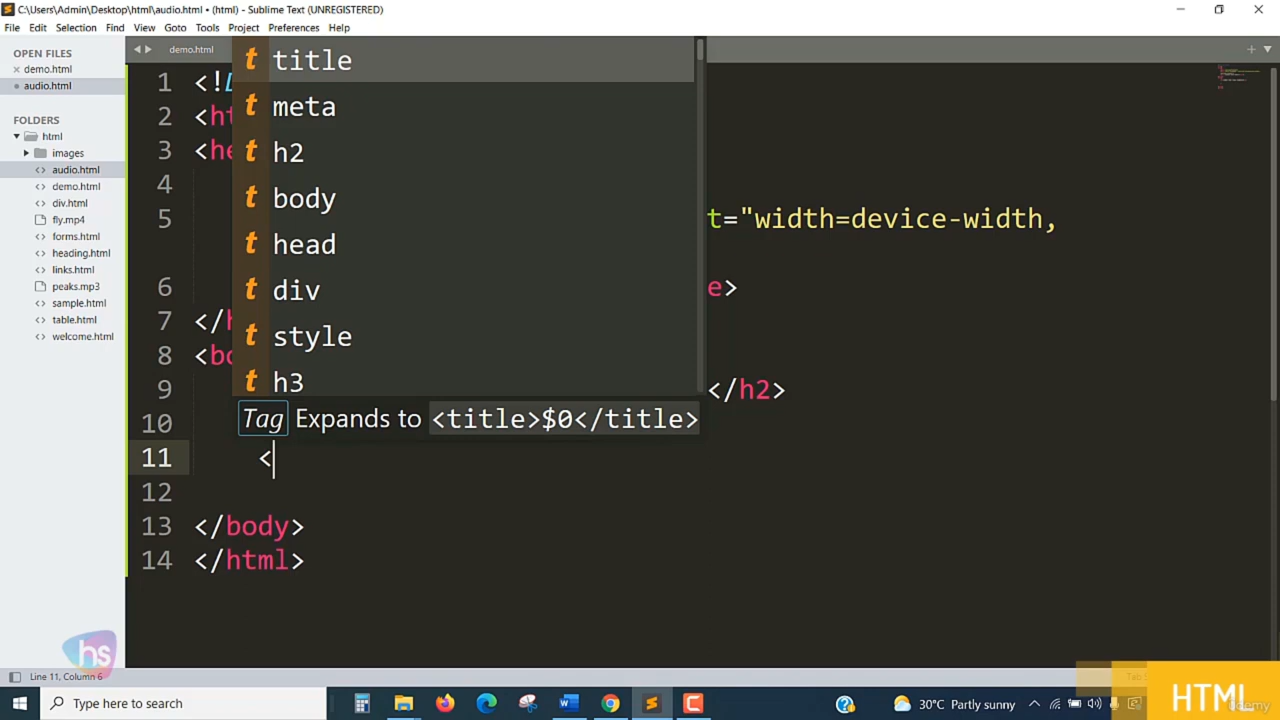 C:\Users\Admin\Desktop\html\audio.html • (html) - Sublime Text (UNREGISTERED)
File Edit Selection Find View Goto Tools Project Preferences Help
OPEN FILES
demo.html
audio.html
FOLDERS
html
images
audio.html
demo.html
div.html
fly.mp4
forms.html
heading.html
links.html
peaks.mp3
sample.html
table.html
welcome.html
demo.html
1 <!D
2 <ht
3 <he
4
5 t="width=device-width,
6 e>
7 </h
8 <bo
9 </h2>
10
11 <
12
13 </body>
14 </html>
t title
t meta
t h2
t body
t head
t div
t style
t h3
Tag Expands to <title>$0</title>
hs
Line 11, Column 6
Type here to search
30°C Partly sunny
HTML
Udemy